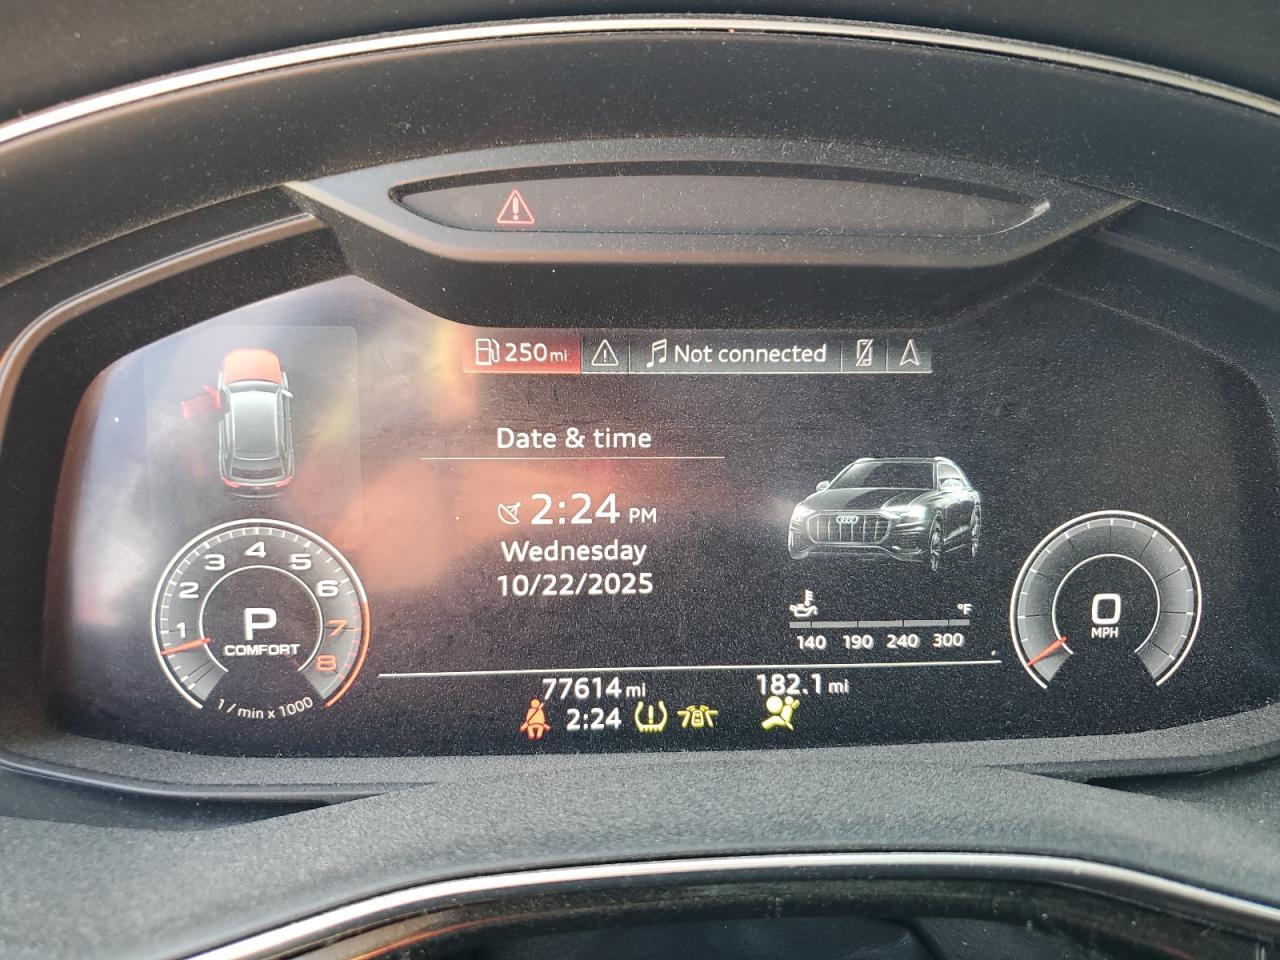 250 mi
Not connected
Date & time
2:24 PM
Wednesday
10/22/2025
1 2 3 4 5 6 7 8
P
COMFORT
1 / min x 1000
°F
140 190 240 300
0
MPH
77614 mi
182.1 mi
2:24